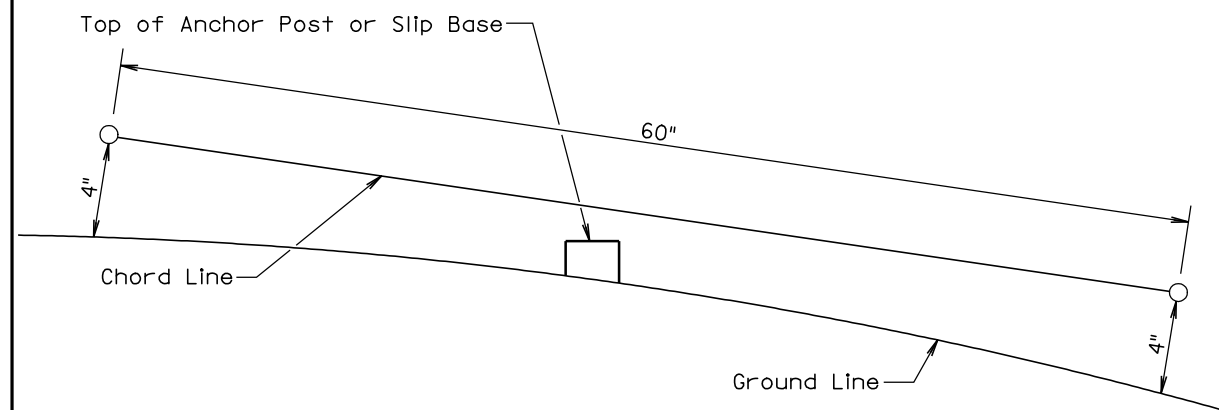 Top of Anchor Post or Slip Base
60"
4"
Chord Line
4"
Ground Line